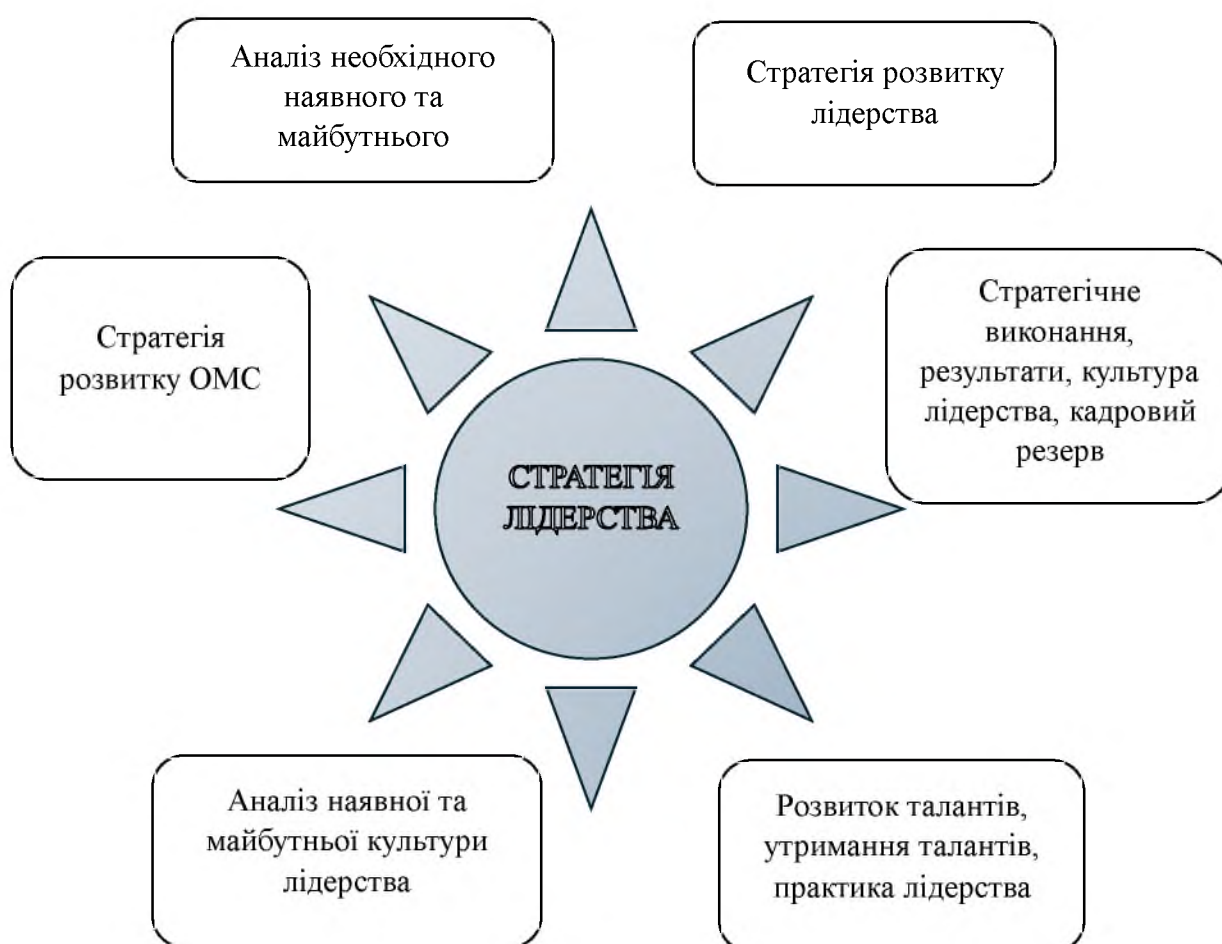 Аналіз необхідного
наявного та
майбутнього
Стратегія розвитку
лідерства
Стратегія
розвитку ОМС
Стратегічне
виконання,
результати, культура
лідерства, кадровий
резерв
СТРАТЕГІЯ
ЛІДЕРСТВА
Аналіз наявної та
майбутньої культури
лідерства
Розвиток талантів,
утримання талантів,
практика лідерства